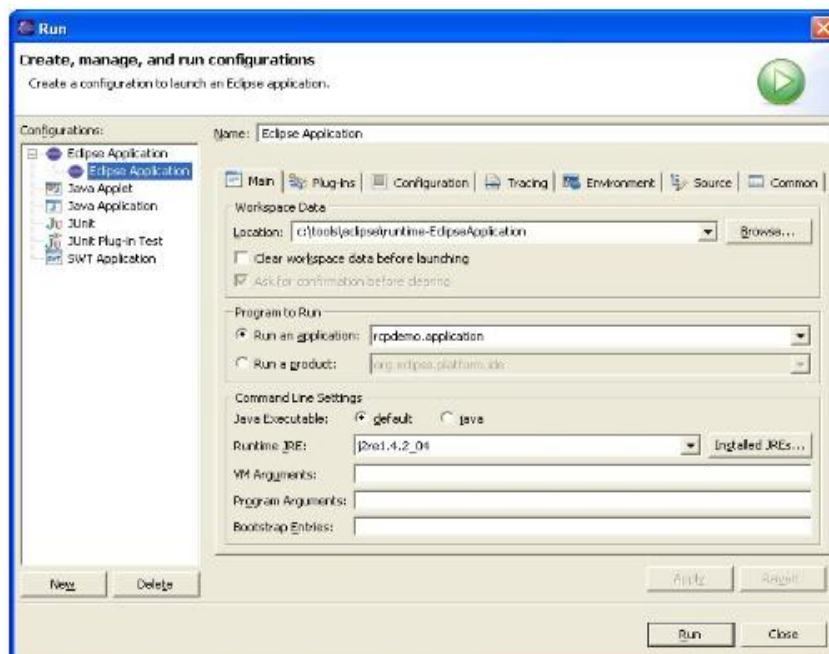 Run
Create, manage, and run configurations
Create a configuration to launch an Eclipse application.
Configurations:
Eclipse Application
Eclipse Application
Java Applet
Java Application
JUnit
JUnit Plug-in Test
SWT Application
New
Delete
Name: Eclipse Application
Main Plug-ins Configuration Tracing Environment Source Common
Workspace Data
Location: c:\tools\eclipse\runtime-EclipseApplication Browse...
Clear workspace data before launching
Ask for confirmation before clearing
Program to Run
Run an application: rcpdemo.application
Run a product: org.eclipse.platform.ide
Command Line Settings
Java Executable: default java
Runtime JRE: j2re1.4.2_04 Installed JREs...
VM Arguments:
Program Arguments:
Bootstrap Entries:
Apply Revert
Run Close